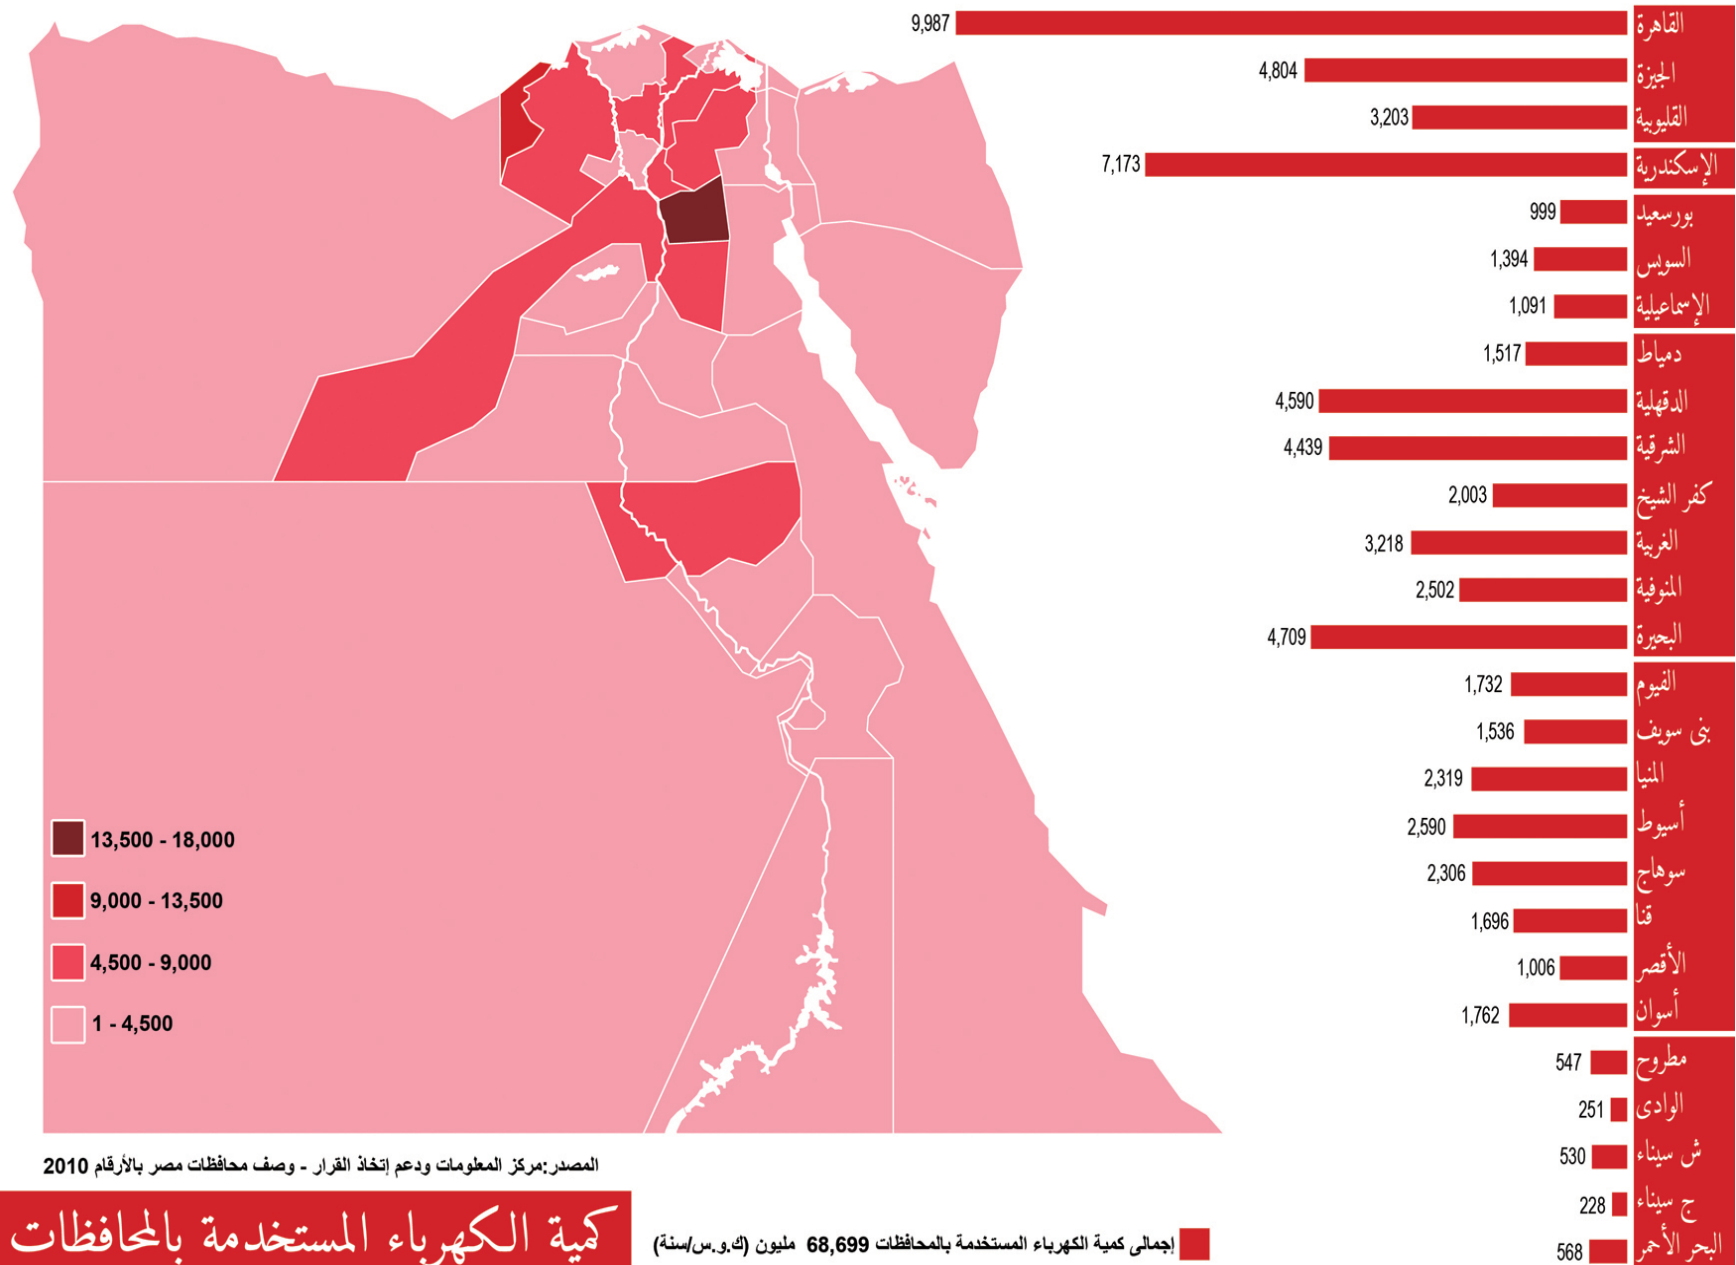 القاهرة 9,987
الجيزة 4,804
القليوبية 3,203
الإسكندرية 7,173
بورسعيد 999
السويس 1,394
الإسماعيلية 1,091
دمياط 1,517
الدقهلية 4,590
الشرقية 4,439
كفر الشيخ 2,003
الغربية 3,218
المنوفية 2,502
البحيرة 4,709
الفيوم 1,732
بنى سويف 1,536
المنيا 2,319
أسيوط 2,590
سوهاج 2,306
قنا 1,696
الأقصر 1,006
أسوان 1,762
مطروح 547
الوادى 251
ش سيناء 530
ج سيناء 228
البحر الأحمر 568
13,500 - 18,000
9,000 - 13,500
4,500 - 9,000
1 - 4,500
المصدر:مركز المعلومات ودعم إتخاذ القرار - وصف محافظات مصر بالأرقام 2010
إجمالى كمية الكهرباء المستخدمة بالمحافظات 68,699 مليون (ك.و.س/سنة)
كمية الكهرباء المستخدمة بالمحافظات